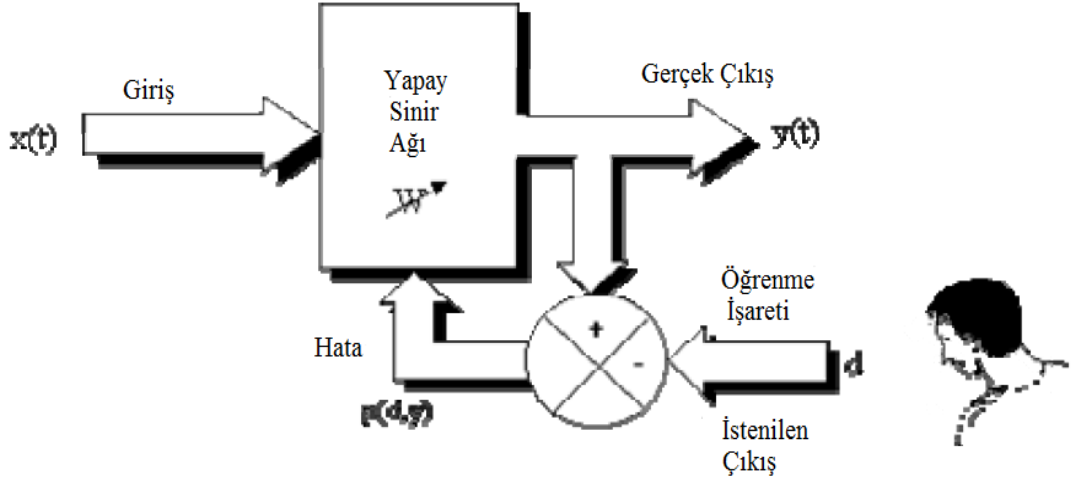 Giriş
x(t)
Yapay
Sinir
Ağı
W
Gerçek Çıkış
y(t)
+
-
Öğrenme
İşareti
d
İstenilen
Çıkış
Hata
ρ(d,y)